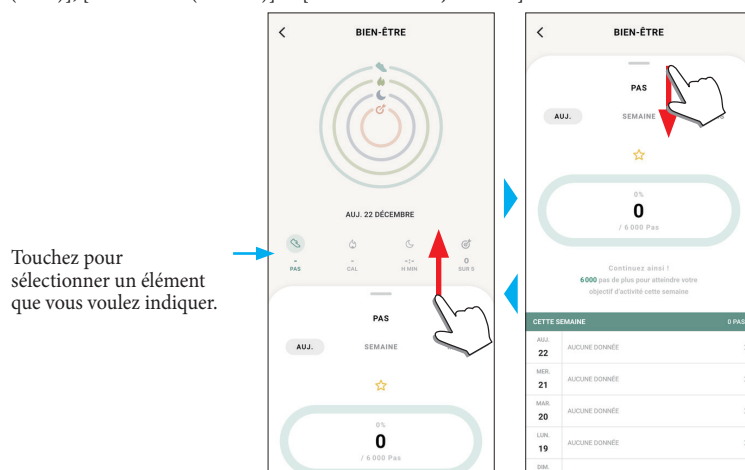 BIEN-ÊTRE
AUJ. 22 DÉCEMBRE
- - --:-- 0
PAS CAL H MIN SUR 5
PAS
AUJ. SEMAINE
0%
0
/ 6 000 Pas
Touchez pour
sélectionner un élément
que vous voulez indiquer.
BIEN-ÊTRE
PAS
AUJ. SEMAINE
0%
0
/ 6 000 Pas
Continuez ainsi !
6 000 pas de plus pour atteindre votre
objectif d'activité cette semaine
CETTE SEMAINE 0 PAS
AUJ.
22 AUCUNE DONNÉE
MER.
21 AUCUNE DONNÉE
MAR.
20 AUCUNE DONNÉE
LUN.
19 AUCUNE DONNÉE
DIM.